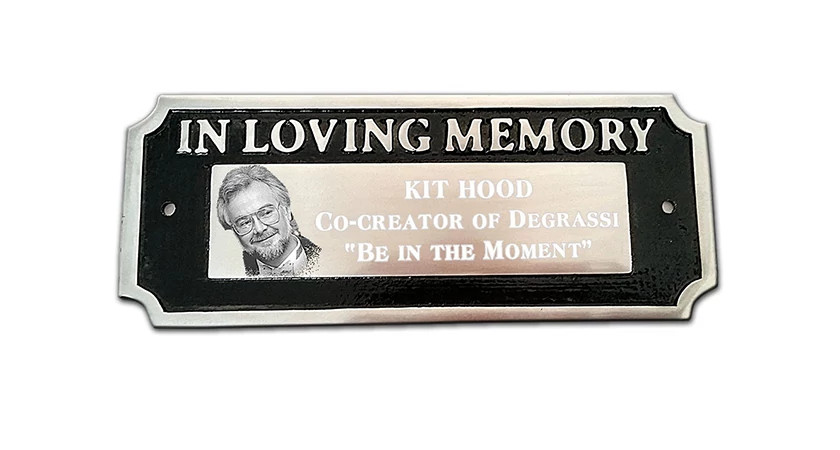 IN LOVING MEMORY
KIT HOOD
CO-CREATOR OF DEGRASSI
"BE IN THE MOMENT"